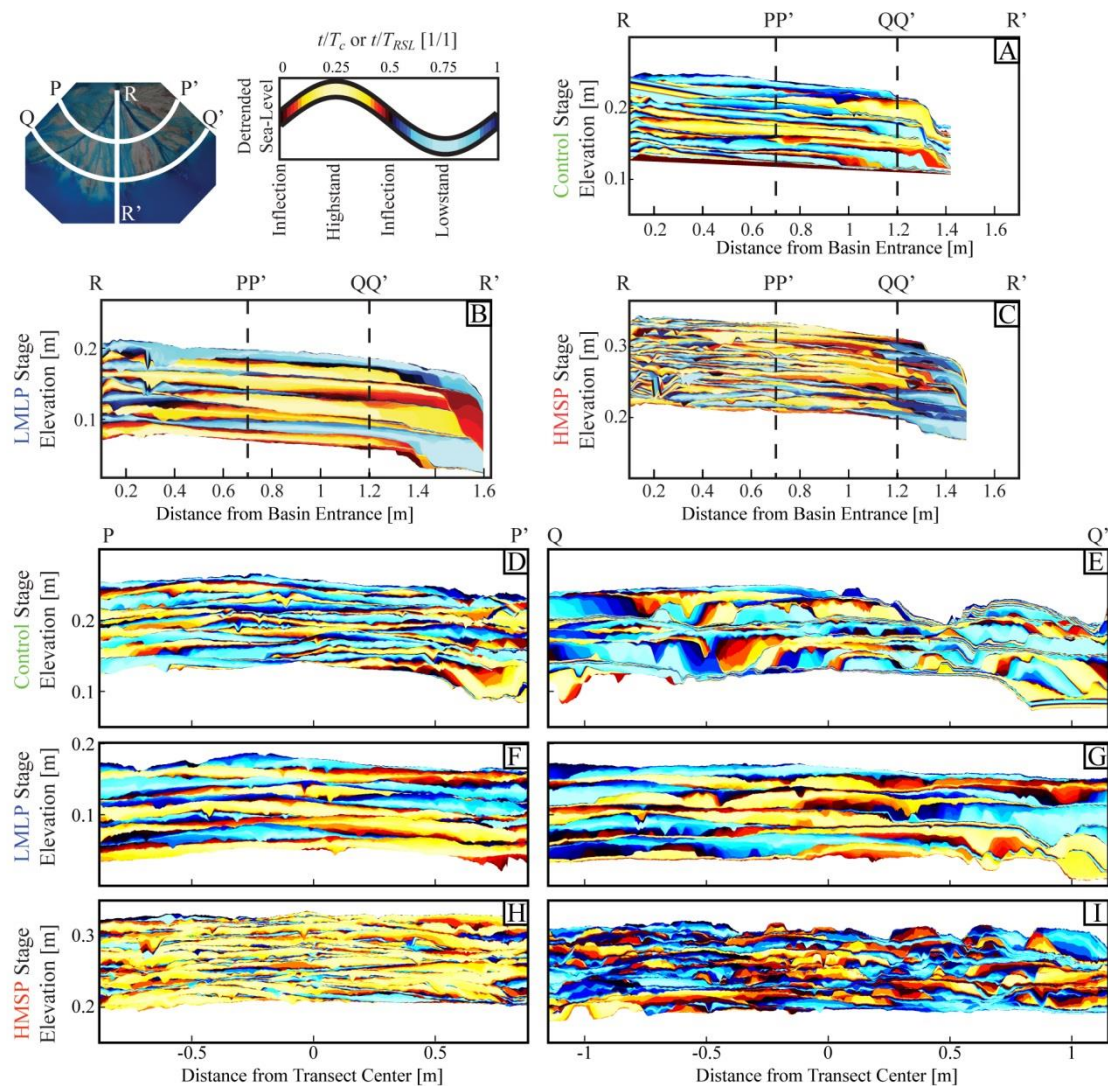 t/Tc or t/TRSL [1/1]
0 0.25 0.5 0.75 1
Detrended
Sea-Level
Inflection
Highstand
Inflection
Lowstand
P R P'
Q Q'
R'
R PP' QQ' R'
A
Control Stage
Elevation [m]
0.2
0.1
0.2 0.4 0.6 0.8 1 1.2 1.4 1.6
Distance from Basin Entrance [m]
R PP' QQ' R'
B
LMLP Stage
Elevation [m]
0.2
0.1
0.2 0.4 0.6 0.8 1 1.2 1.4 1.6
Distance from Basin Entrance [m]
R PP' QQ' R'
C
HMSP Stage
Elevation [m]
0.3
0.2
0.2 0.4 0.6 0.8 1 1.2 1.4 1.6
Distance from Basin Entrance [m]
P P' Q Q'
D
E
Control Stage
Elevation [m]
0.2
0.1
F
G
LMLP Stage
Elevation [m]
0.2
0.1
H
I
HMSP Stage
Elevation [m]
0.3
0.2
-0.5 0 0.5
Distance from Transect Center [m]
-1 0 1
Distance from Transect Center [m]